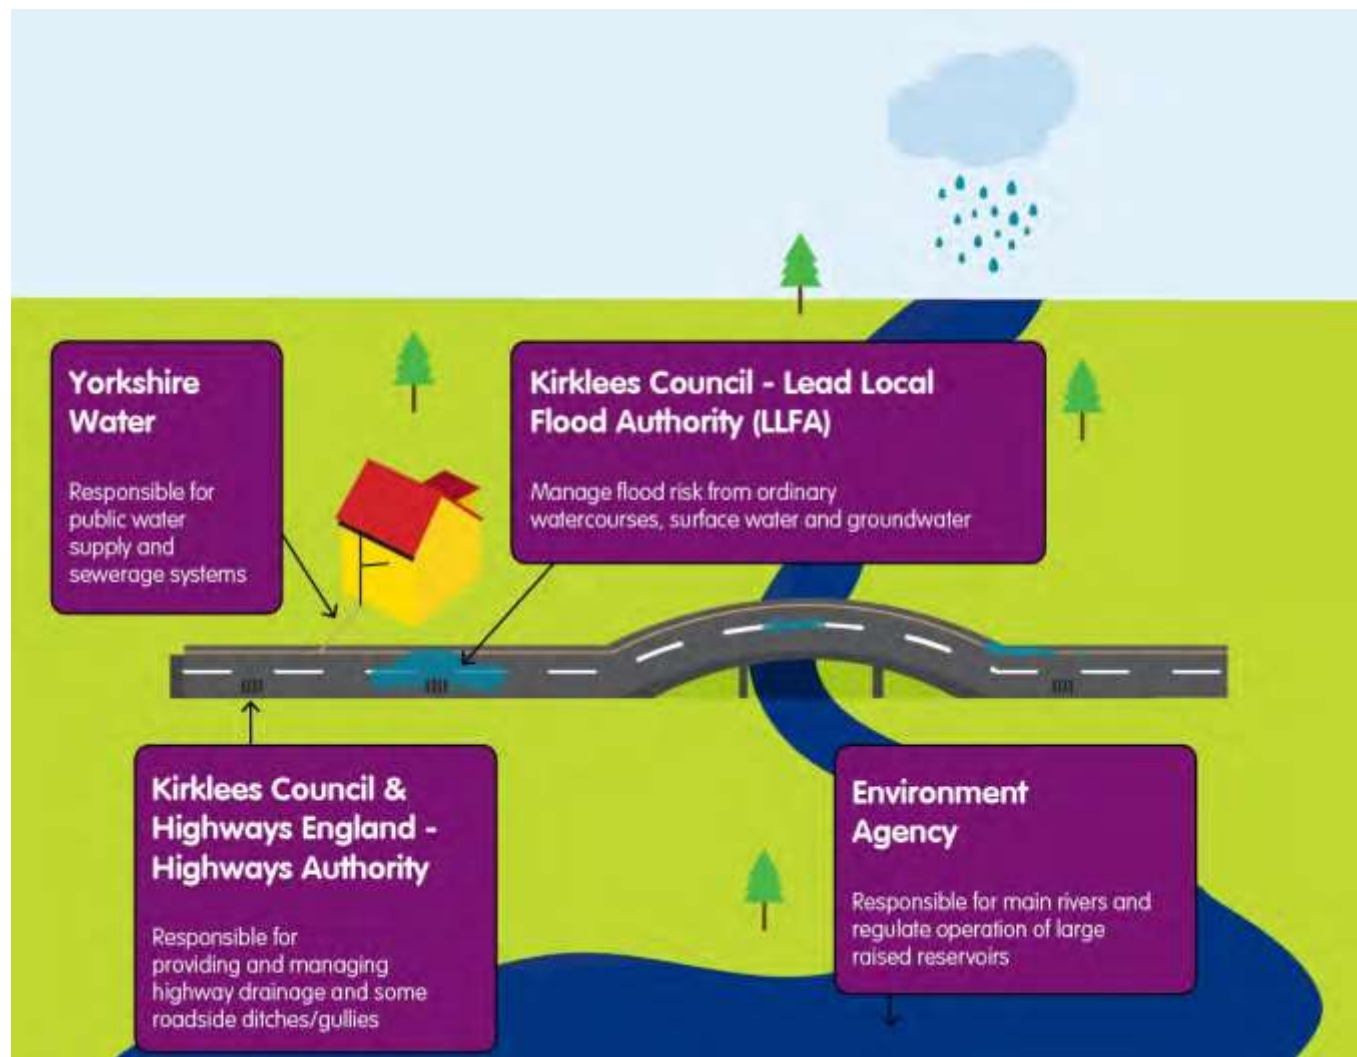 Yorkshire
Water
Responsible for
public water
supply and
sewerage systems
Kirklees Council - Lead Local
Flood Authority (LLFA)
Manage flood risk from ordinary
watercourses, surface water and groundwater
Kirklees Council &
Highways England -
Highways Authority
Responsible for
providing and managing
highway drainage and some
roadside ditches/gullies
Environment
Agency
Responsible for main rivers and
regulate operation of large
raised reservoirs